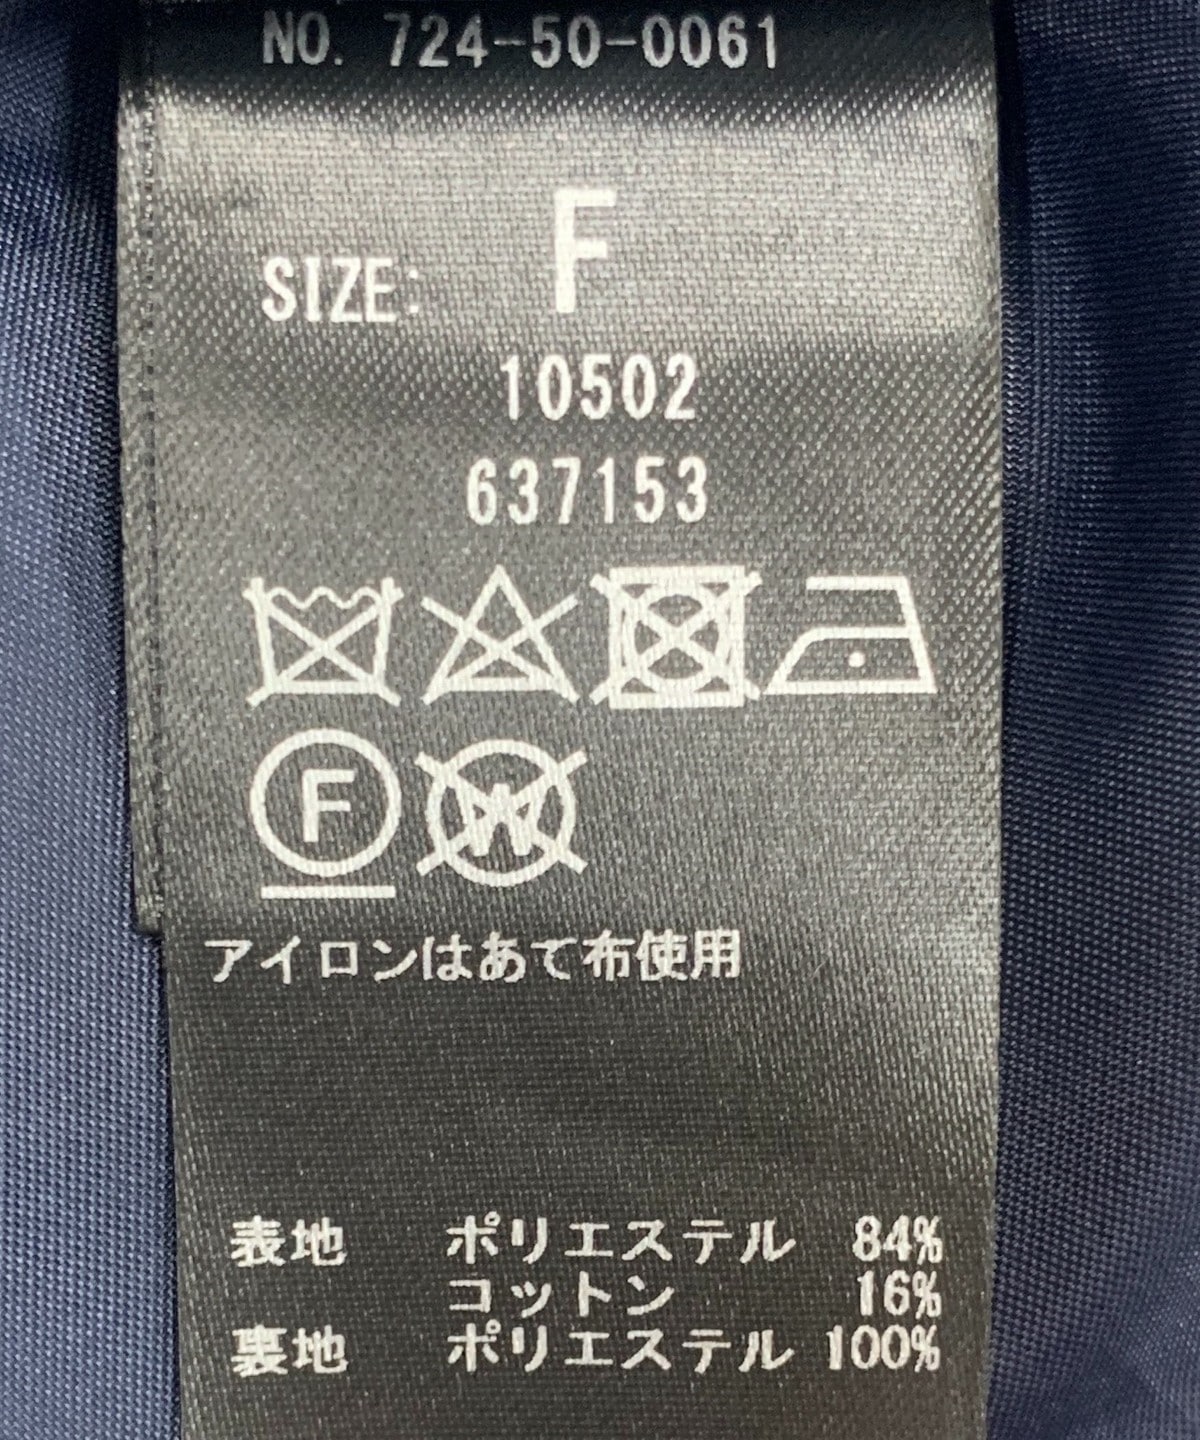 NO. 724-50-0061
SIZE: F
10502
637153
F W
アイロンはあて布使用
表地 ポリエステル 84%
コットン 16%
裏地 ポリエステル 100%